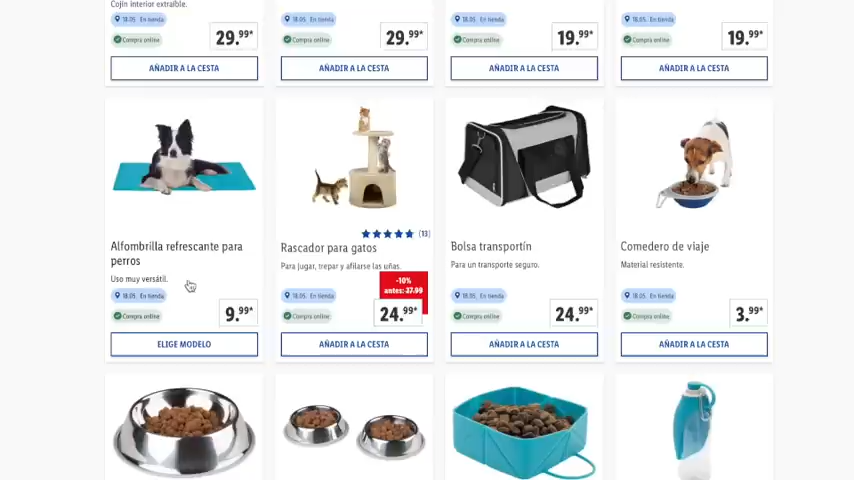 Cojín interior extraíble.
18.05. En tienda
18.05. En tienda
18.05. En tienda
18.05. En tienda
Compra online
29.99*
Compra online
29.99*
Compra online
19.99*
Compra online
19.99*
AÑADIR A LA CESTA
AÑADIR A LA CESTA
AÑADIR A LA CESTA
AÑADIR A LA CESTA
(13)
Alfombrilla refrescante para
perros
Uso muy versátil.
18.05. En tienda
Compra online
9.99*
ELIGE MODELO
Rascador para gatos
Para jugar, trepar y afilarse las uñas.
-10%
antes: 27.99
18.05. En tienda
Compra online
24.99*
AÑADIR A LA CESTA
Bolsa transportín
Para un transporte seguro.
18.05. En tienda
Compra online
24.99*
AÑADIR A LA CESTA
Comedero de viaje
Material resistente.
18.05. En tienda
Compra online
3.99*
AÑADIR A LA CESTA